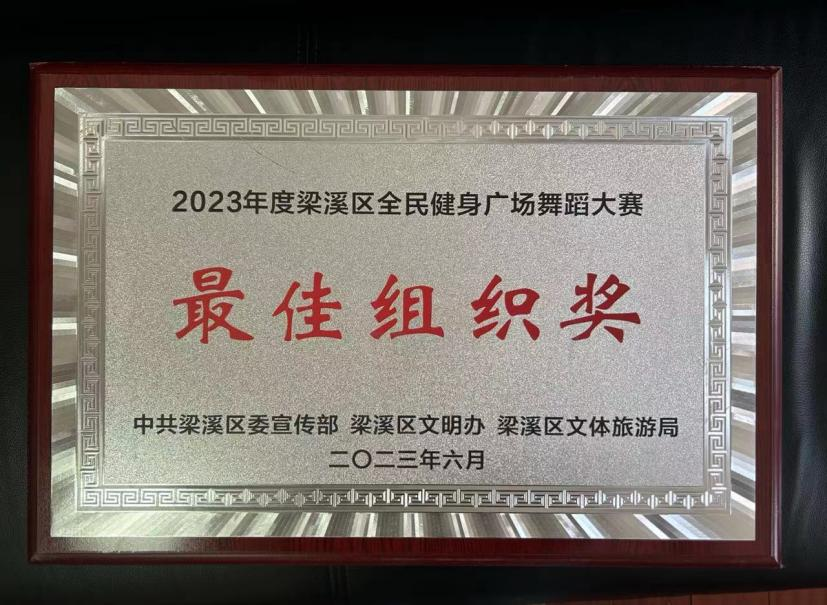 2023年度梁溪区全民健身广场舞蹈大赛
最佳组织奖
中共梁溪区委宣传部 梁溪区文明办 梁溪区文体旅游局
二〇二三年六月